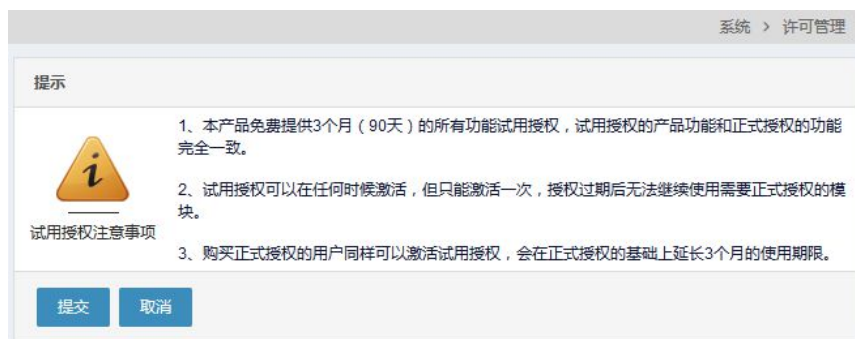 系统 > 许可管理
提示
1、本产品免费提供3个月（90天）的所有功能试用授权，试用授权的产品功能和正式授权的功能
完全一致。
2、试用授权可以在任何时候激活，但只能激活一次，授权过期后无法继续使用需要正式授权的模
块。
试用授权注意事项
3、购买正式授权的用户同样可以激活试用授权，会在正式授权的基础上延长3个月的使用期限。
提交 取消